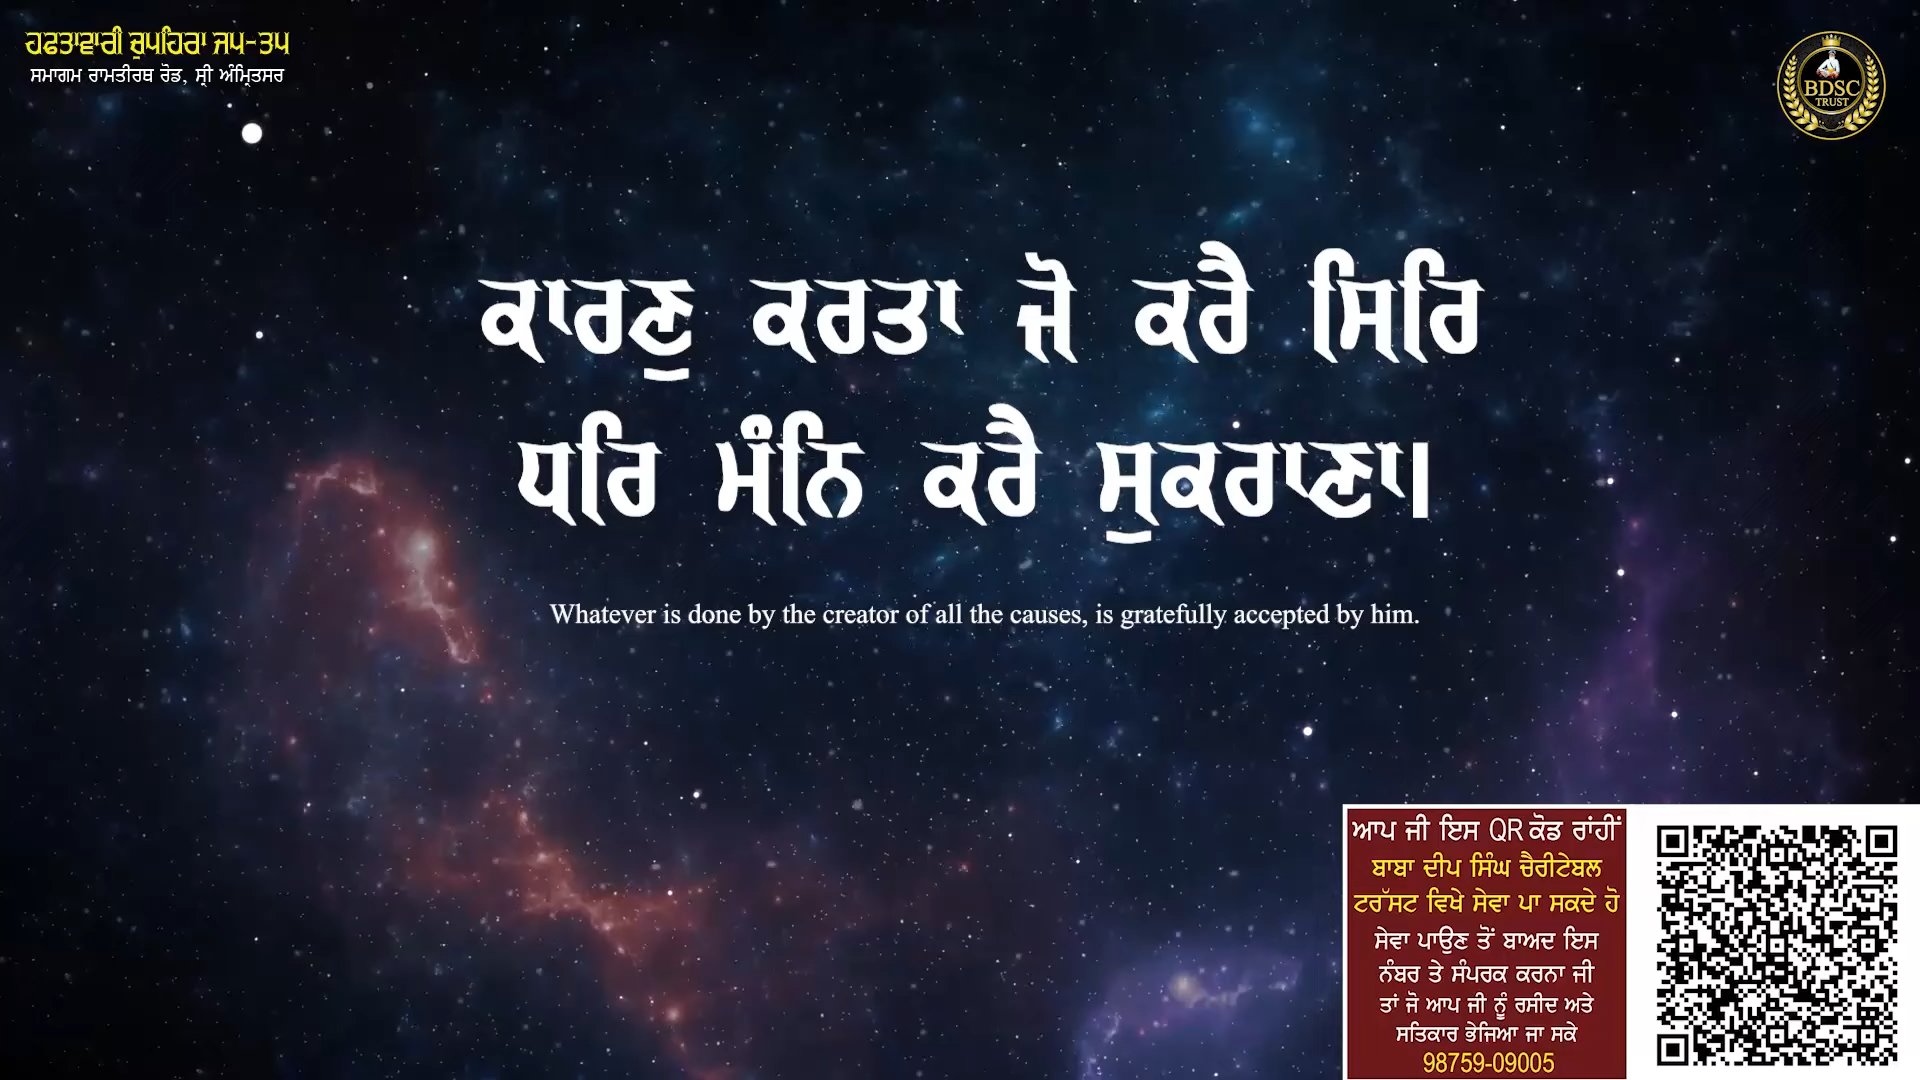 ਹਫਤਾਵਾਰੀ ਚੁਪਹਿਰਾ ਜਪ-ਤਪ
ਸਮਾਗਮ ਰਾਮਤੀਰਥ ਰੋਡ, ਸ੍ਰੀ ਅੰਮ੍ਰਿਤਸਰ
BDSC
TRUST
ਕਾਰਣੁ ਕਰਤਾ ਜੋ ਕਰੈ ਸਿਰਿ
ਧਰਿ ਮੰਨਿ ਕਰੈ ਸੁਕਰਾਣਾ।
Whatever is done by the creator of all the causes, is gratefully accepted by him.
ਆਪ ਜੀ ਇਸ QR ਕੋਡ ਰਾਂਹੀਂ
ਬਾਬਾ ਦੀਪ ਸਿੰਘ ਚੈਰੀਟੇਬਲ
ਟਰੱਸਟ ਵਿਖੇ ਸੇਵਾ ਪਾ ਸਕਦੇ ਹੋ
ਸੇਵਾ ਪਾਉਣ ਤੋਂ ਬਾਅਦ ਇਸ
ਨੰਬਰ ਤੇ ਸੰਪਰਕ ਕਰਨਾ ਜੀ
ਤਾਂ ਜੋ ਆਪ ਜੀ ਨੂੰ ਰਸੀਦ ਅਤੇ
ਸਤਿਕਾਰ ਭੇਜਿਆ ਜਾ ਸਕੇ
98759-09005